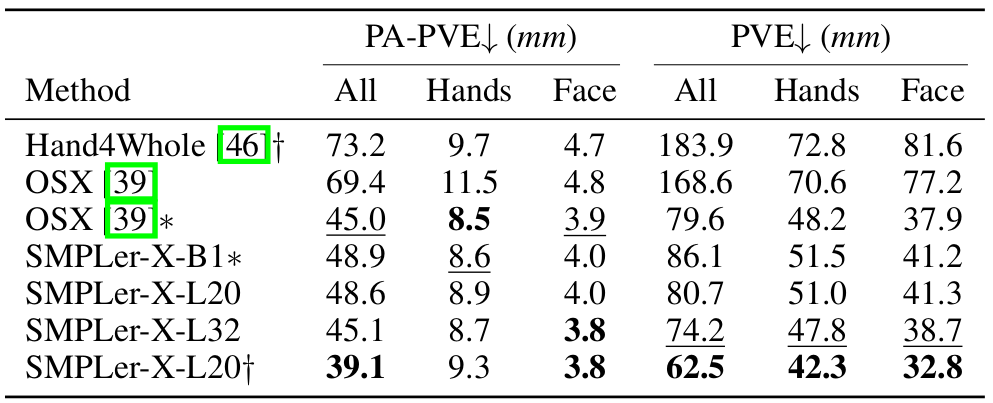 PA-PVE↓ (mm) PVE↓ (mm)
Method All Hands Face All Hands Face
Hand4Whole [46]† 73.2 9.7 4.7 183.9 72.8 81.6
OSX [39] 69.4 11.5 4.8 168.6 70.6 77.2
OSX [39]∗ 45.0 8.5 3.9 79.6 48.2 37.9
SMPLer-X-B1∗ 48.9 8.6 4.0 86.1 51.5 41.2
SMPLer-X-L20 48.6 8.9 4.0 80.7 51.0 41.3
SMPLer-X-L32 45.1 8.7 3.8 74.2 47.8 38.7
SMPLer-X-L20† 39.1 9.3 3.8 62.5 42.3 32.8